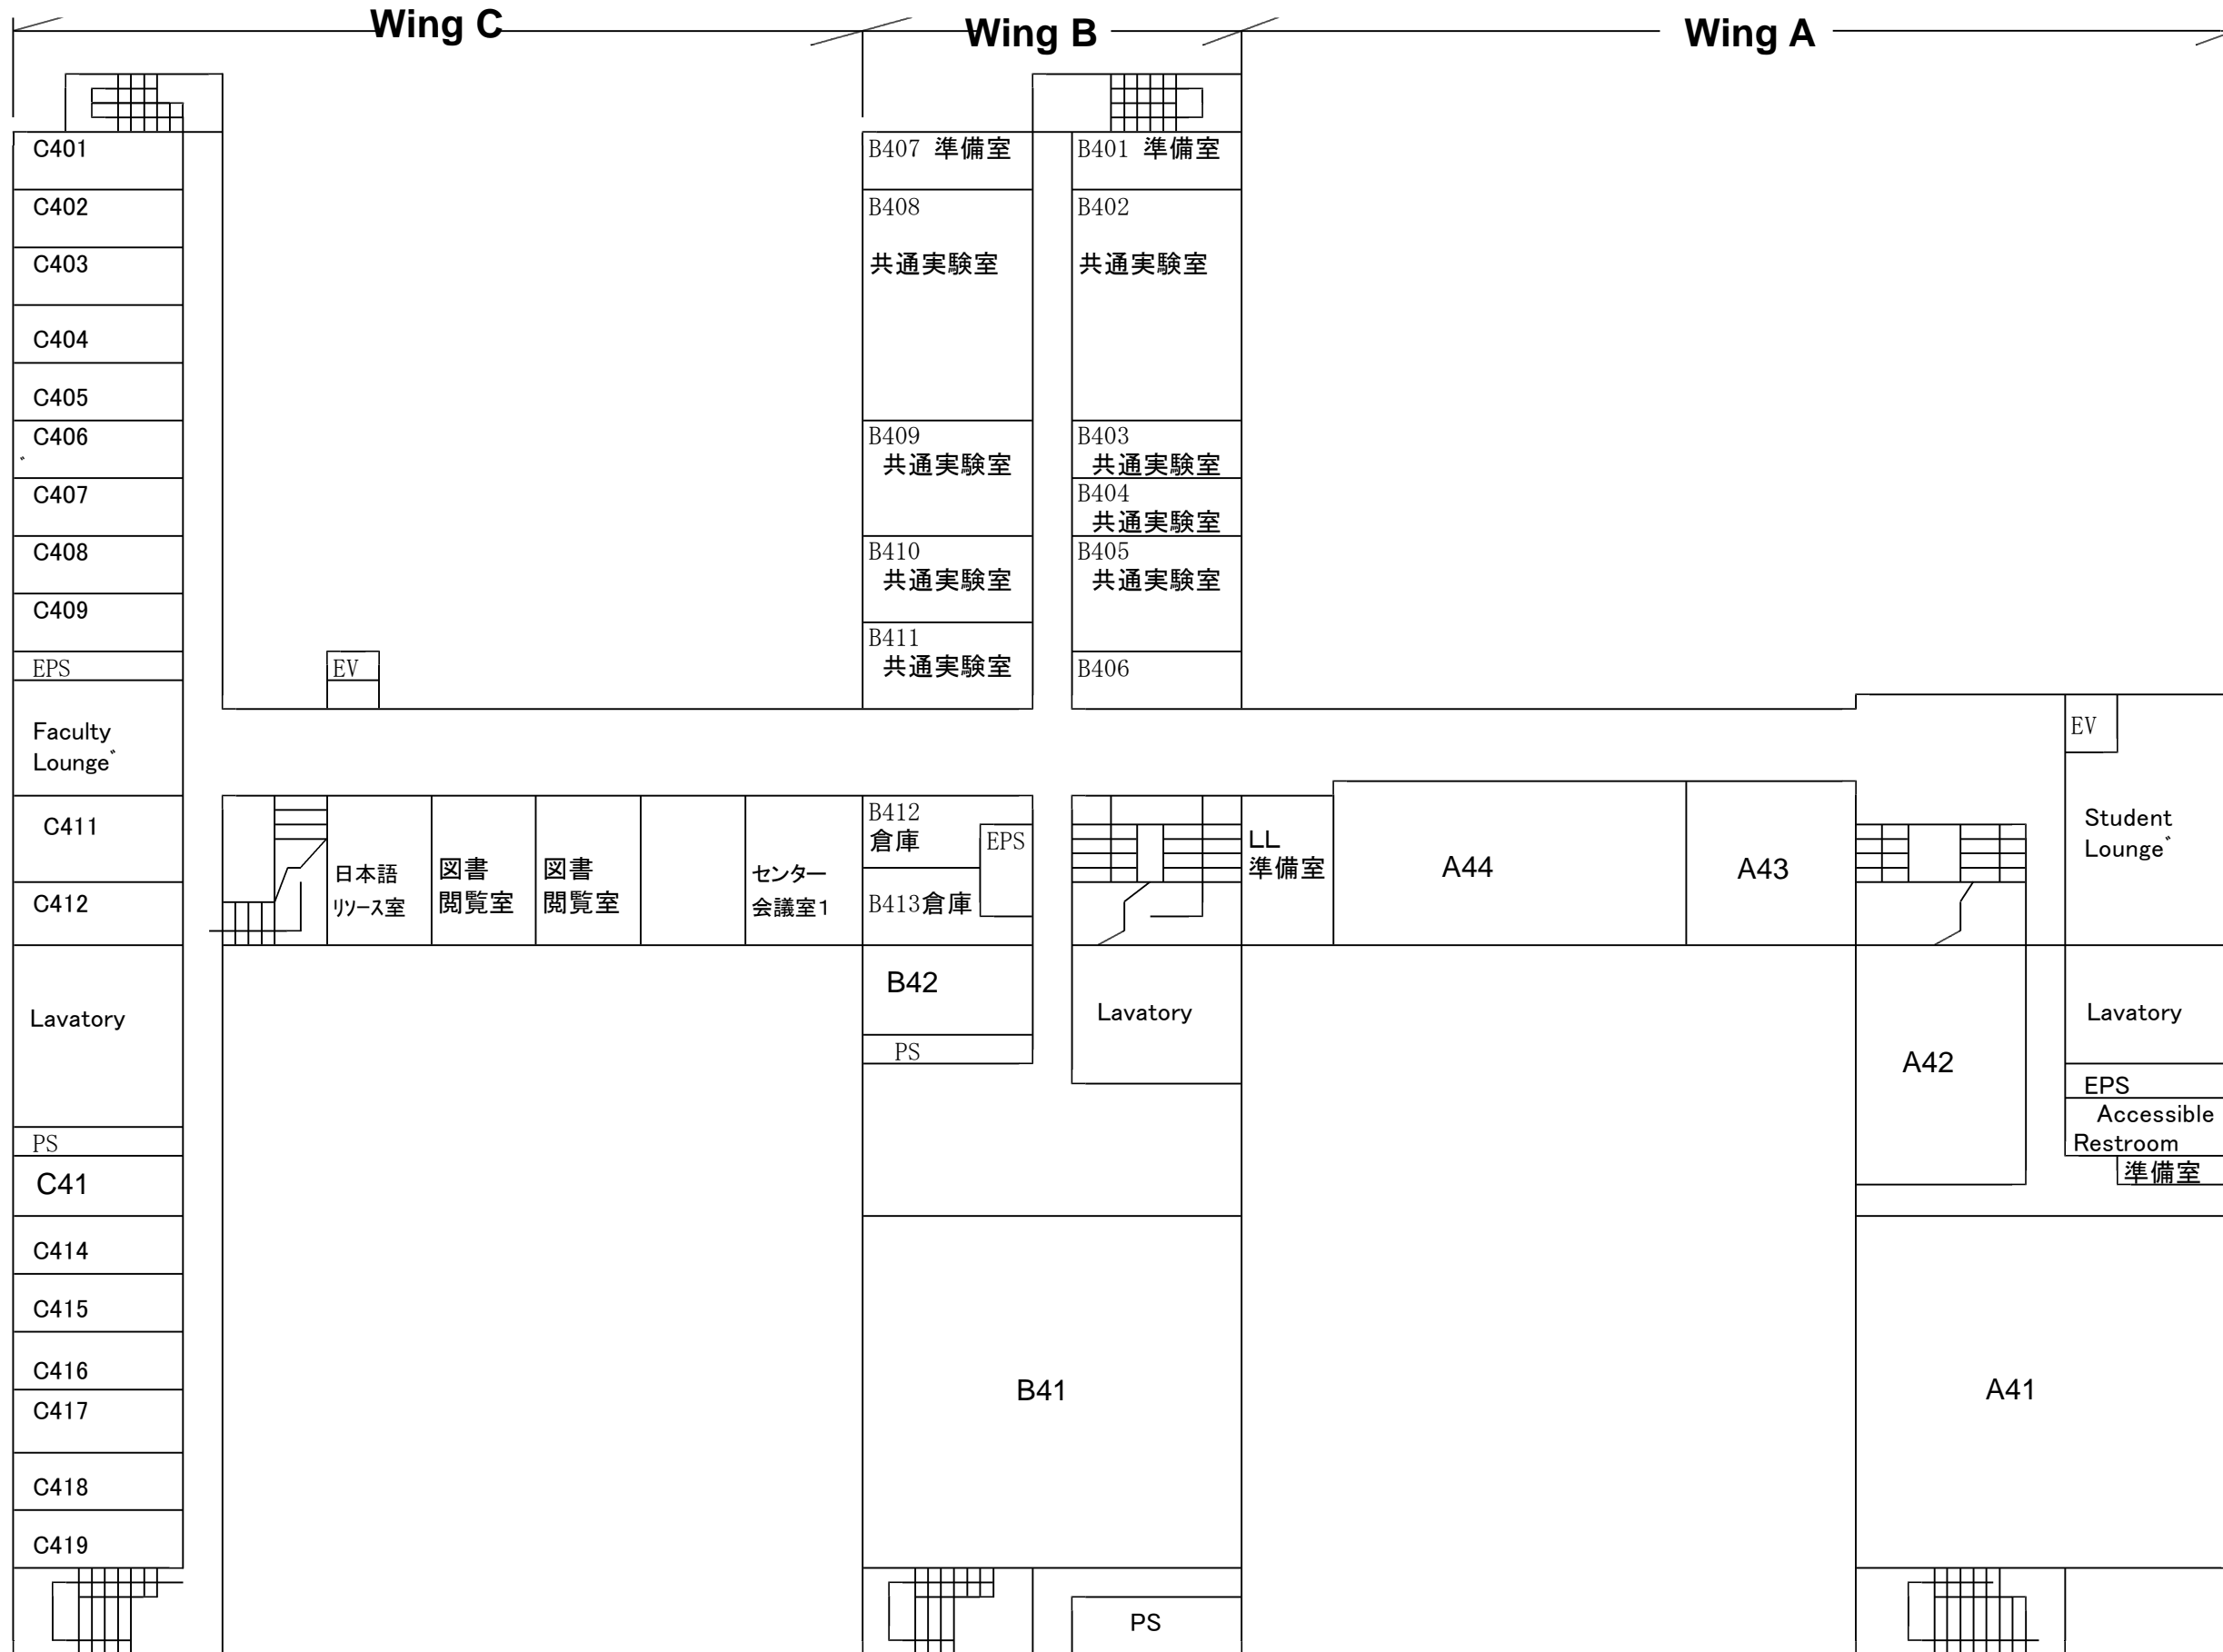 Wing C
Wing B
Wing A
C401
C402
C403
C404
C405
C406
C407
C408
C409
EPS
Faculty
Lounge
C411
C412
Lavatory
PS
C41
C414
C415
C416
C417
C418
C419
EV
日本語
リソース室
図書
閲覧室
図書
閲覧室
センター
会議室1
B407 準備室
B408
共通実験室
B409
共通実験室
B410
共通実験室
B411
共通実験室
B401 準備室
B402
共通実験室
B403
共通実験室
B404
共通実験室
B405
共通実験室
B406
B412
倉庫
EPS
B413倉庫
B42
PS
Lavatory
B41
PS
LL
準備室
A44
A43
EV
Student
Lounge
A42
Lavatory
EPS
Accessible
Restroom
準備室
A41